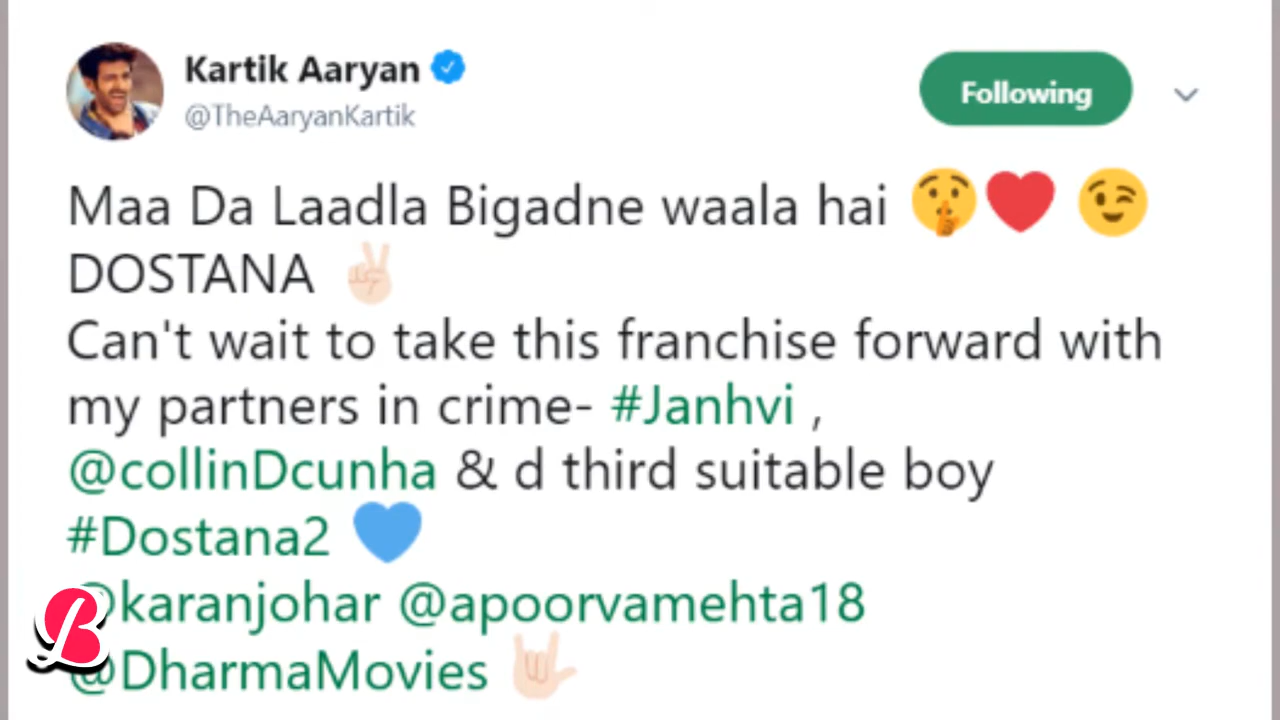 Kartik Aaryan
@TheAaryanKartik
Following
Maa Da Laadla Bigadne waala hai 🤫❤️ 😉
DOSTANA ✌🏻
Can't wait to take this franchise forward with
my partners in crime- #Janhvi ,
@collinDcunha & d third suitable boy
#Dostana2 💙
@karanjohar @apoorvamehta18
@DharmaMovies 🤟🏻
B